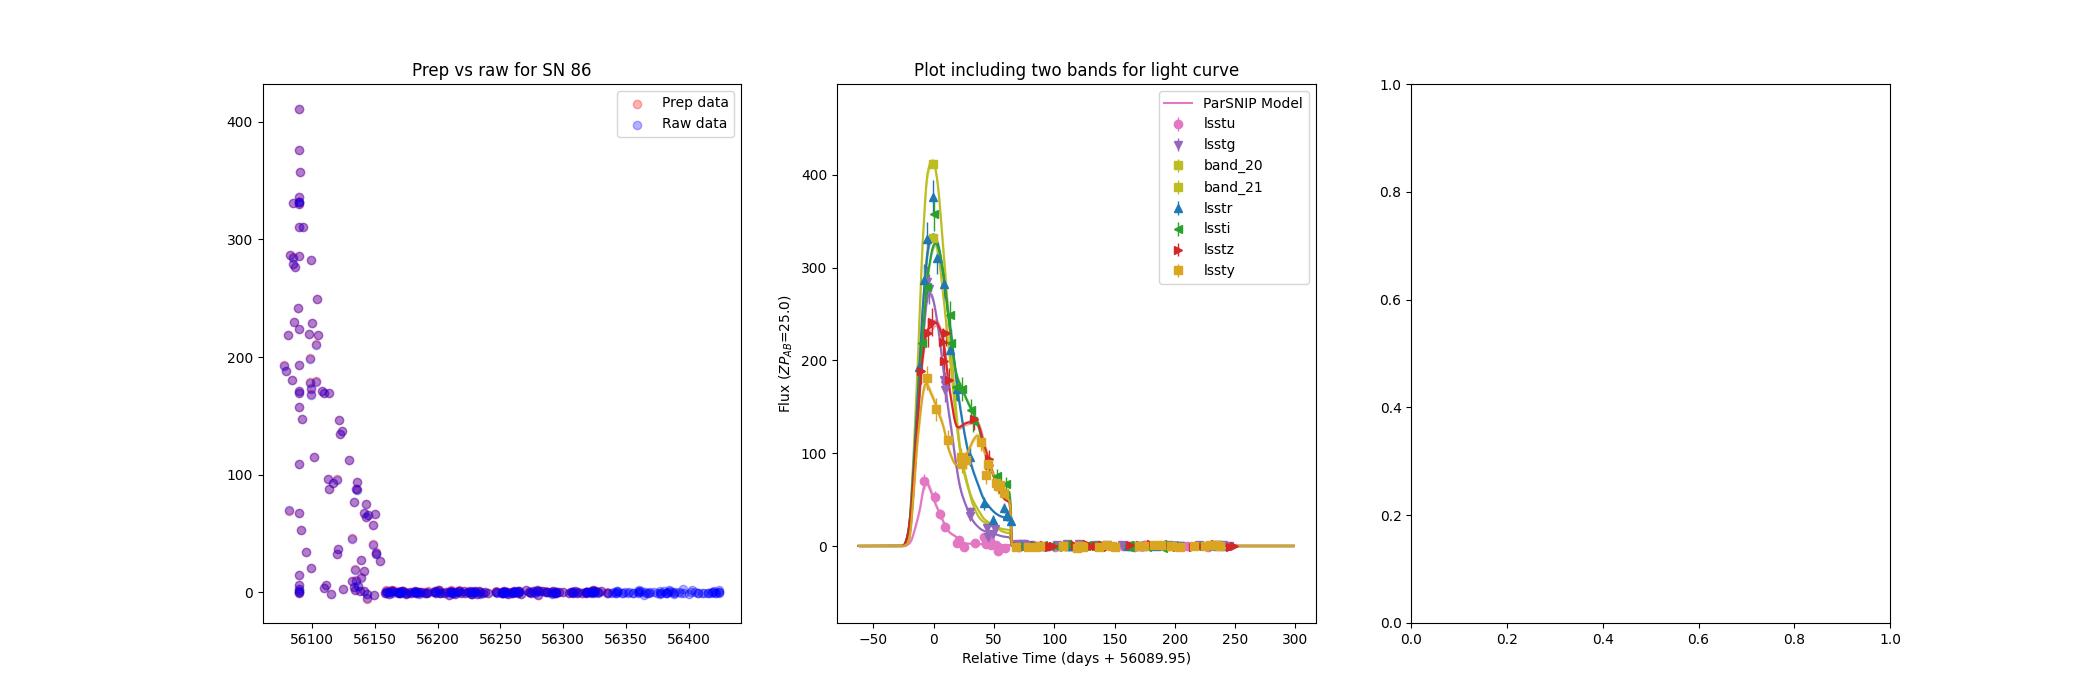 Prep vs raw for SN 86
Prep data
Raw data
400
300
200
100
0
56100 56150 56200 56250 56300 56350 56400
Plot including two bands for light curve
ParSNIP Model
lsstu
lsstg
band_20
band_21
lsstr
lssti
lsstz
lssty
Flux (ZP_AB=25.0)
400
300
200
100
0
−50 0 50 100 150 200 250 300
Relative Time (days + 56089.95)
1.0
0.8
0.6
0.4
0.2
0.0
0.0 0.2 0.4 0.6 0.8 1.0